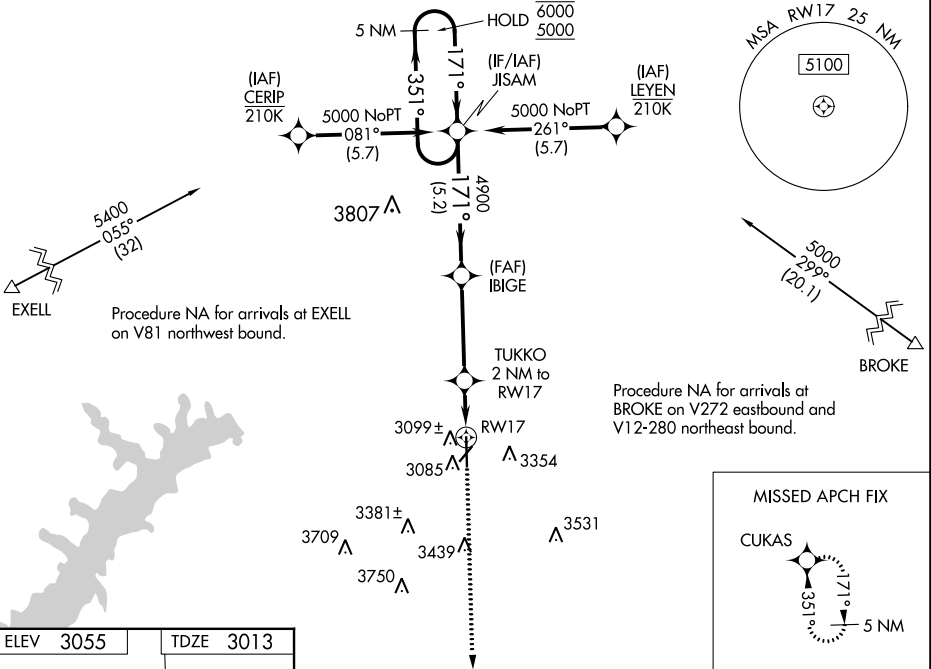 5 NM
HOLD
6000
5000
171°
351°
(IF/IAF)
JISAM
(IAF)
CERIP
210K
5000 NoPT
081°
(5.7)
5000 NoPT
261°
(5.7)
(IAF)
LEYEN
210K
MSA RW17 25 NM
5100
4900
171°
(5.2)
3807
5400
055°
(32)
EXELL
Procedure NA for arrivals at EXELL
on V81 northwest bound.
(FAF)
IBIGE
5000
299°
(20.1)
BROKE
Procedure NA for arrivals at
BROKE on V272 eastbound and
V12-280 northeast bound.
TUKKO
2 NM to
RW17
3099±
RW17
3085
3354
3381±
3709
3439
3531
3750
MISSED APCH FIX
CUKAS
351°
171°
5 NM
ELEV 3055
TDZE 3013